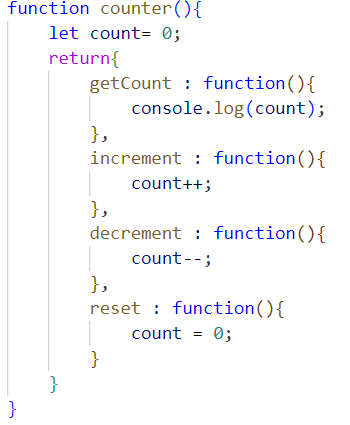 function counter(){
    let count= 0;
    return{
        getCount : function(){
            console.log(count);
        },
        increment : function(){
            count++;
        },
        decrement : function(){
            count--;
        },
        reset : function(){
            count = 0;
        }
    }
}